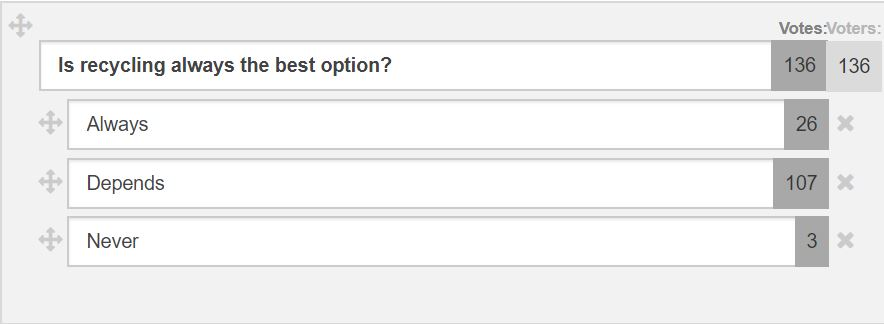 Votes:Voters:
Is recycling always the best option? 136 136
Always 26
Depends 107
Never 3